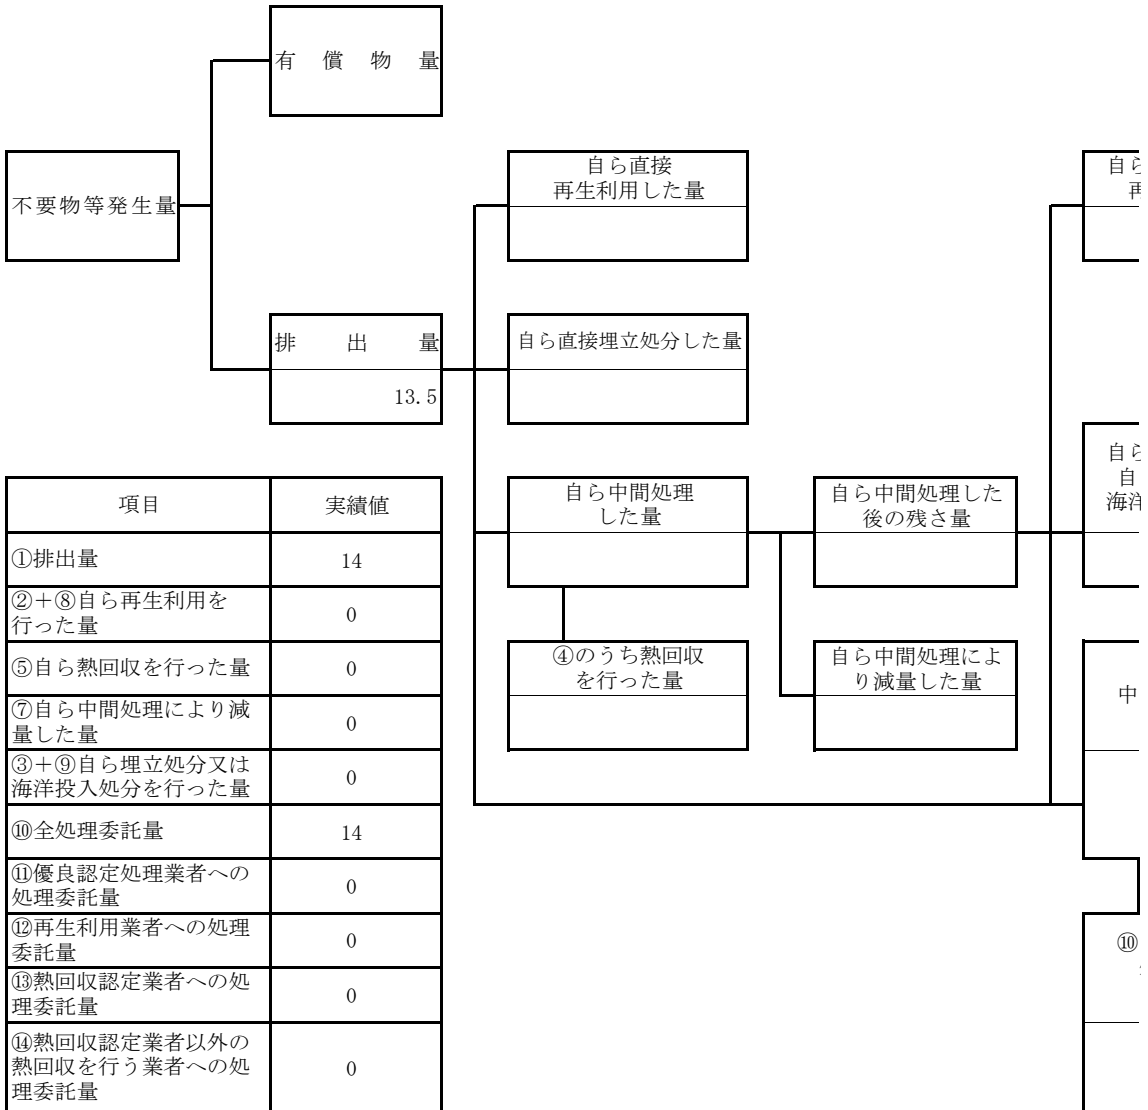 有償物量
自ら直接
再生利用した量
自ら
再
不要物等発生量
排出量
13.5
自ら直接埋立処分した量
自ら
自
海洋
自ら中間処理
した量
自ら中間処理した
後の残さ量
④のうち熱回収
を行った量
自ら中間処理によ
り減量した量
中
⑩
項目 実績値
①排出量 14
②＋⑧自ら再生利用を
行った量 0
⑤自ら熱回収を行った量 0
⑦自ら中間処理により減
量した量 0
③＋⑨自ら埋立処分又は
海洋投入処分を行った量 0
⑩全処理委託量 14
⑪優良認定処理業者への
処理委託量 0
⑫再生利用業者への処理
委託量 0
⑬熱回収認定業者への処
理委託量 0
⑭熱回収認定業者以外の
熱回収を行う業者への処
理委託量 0